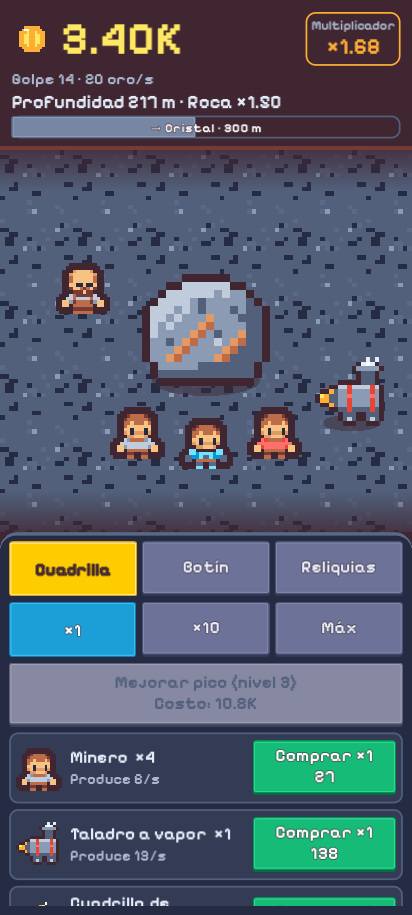 3.40K
Multiplicador
×1.68
Golpe 14 · 20 oro/s
Profundidad 217 m · Roca ×1.20
→ Cristal · 300 m
Cuadrilla
Botín
Reliquias
×1
×10
Máx
Mejorar pico (nivel 3)
Costo: 10.8K
Minero ×4
Produce 6/s
Comprar ×1
27
Taladro a vapor ×1
Produce 13/s
Comprar ×1
138
Cuadrilla de